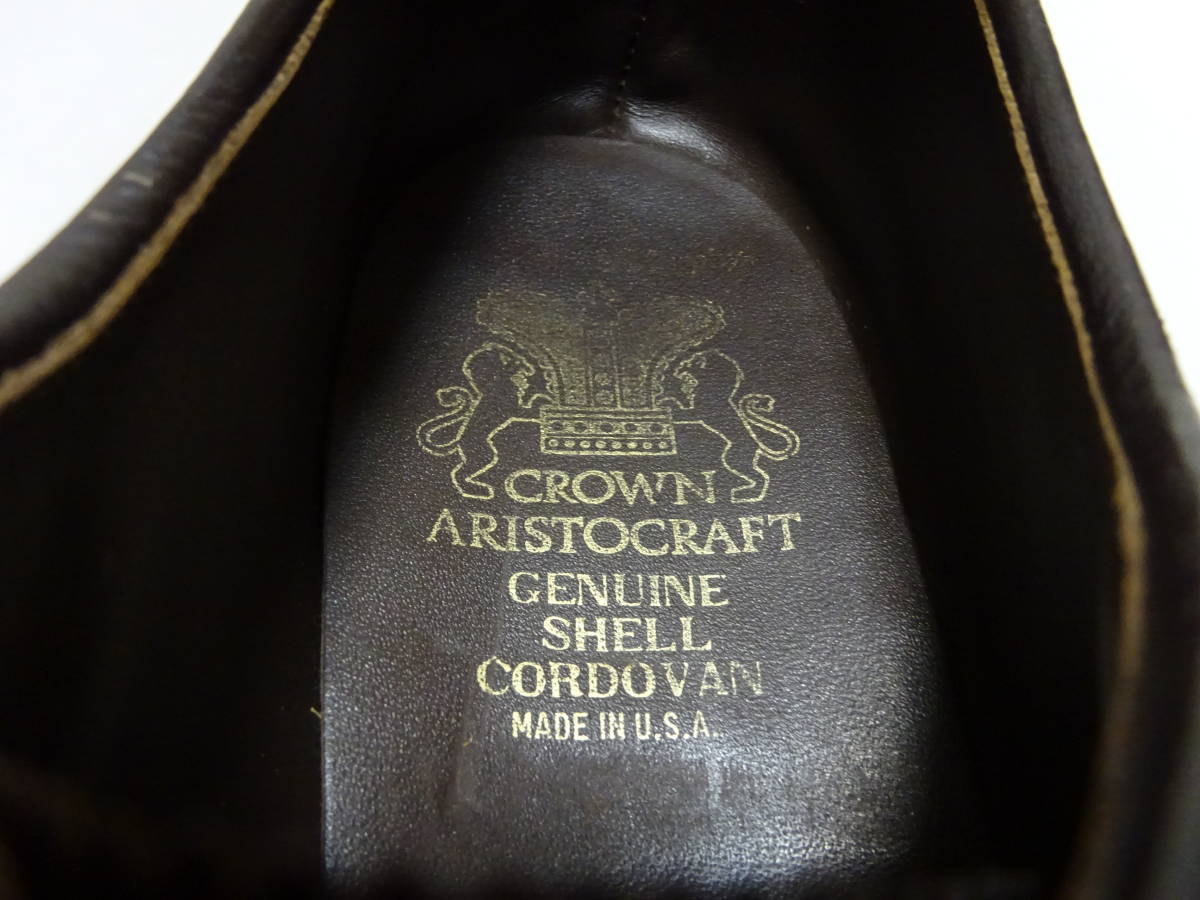 CROWN
ARISTOCRAFT
GENUINE
SHELL
CORDOVAN
MADE IN U.S.A.